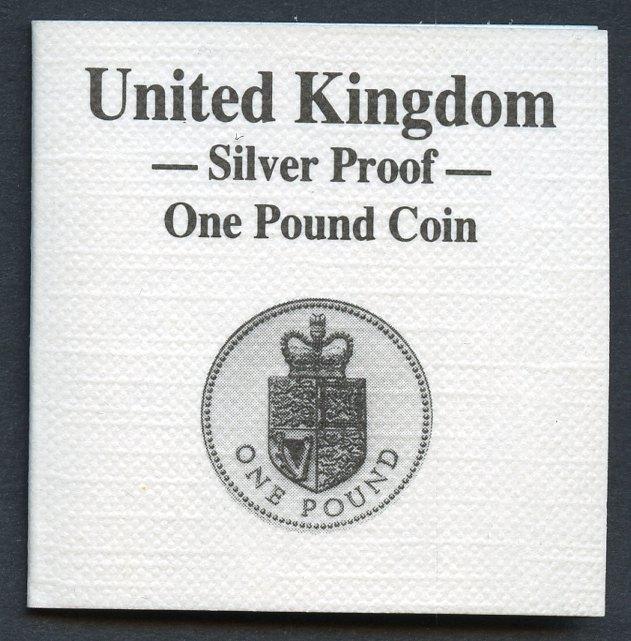 United Kingdom
— Silver Proof —
One Pound Coin
ONE POUND